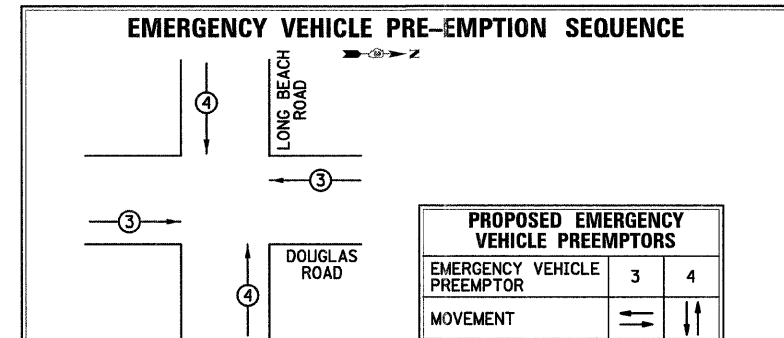 EMERGENCY VEHICLE PRE-EMPTION SEQUENCE
N
LONG BEACH
ROAD
4
3
3
DOUGLAS
ROAD
4
PROPOSED EMERGENCY
VEHICLE PREEMPTORS
EMERGENCY VEHICLE
PREEMPTOR
3
4
MOVEMENT